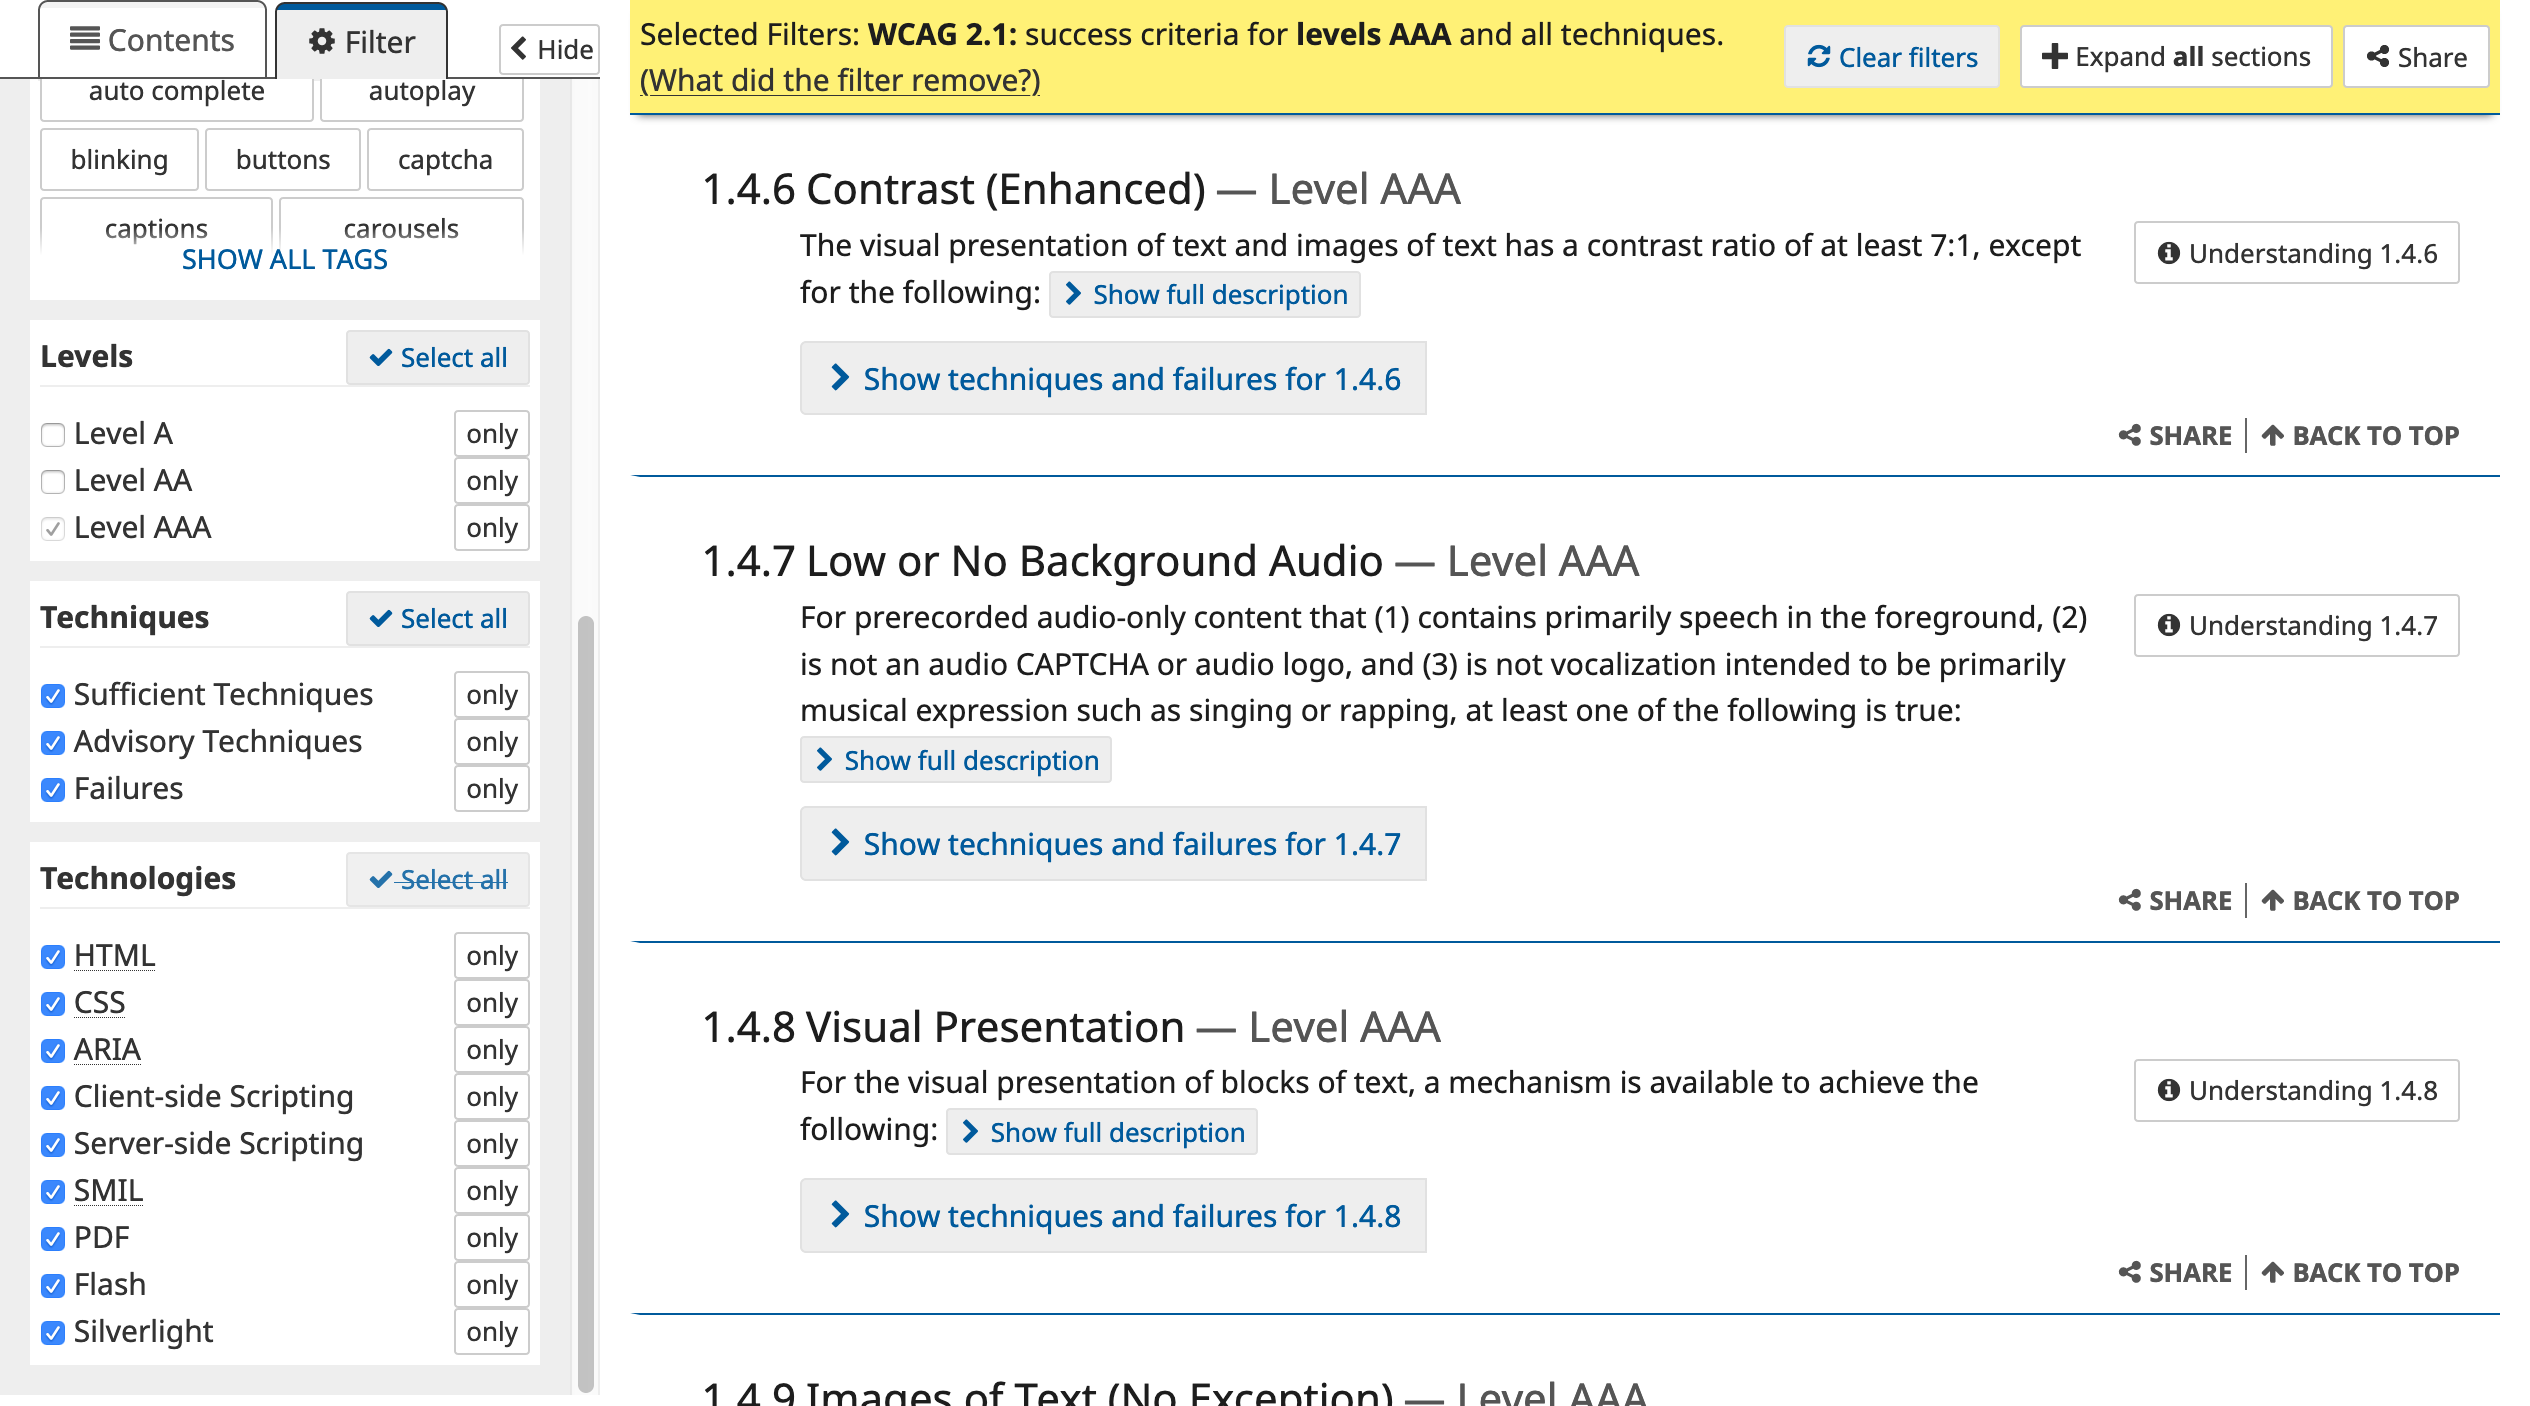 Contents
Filter
Hide
auto complete
autoplay
blinking
buttons
captcha
captions
carousels
SHOW ALL TAGS
Levels
Select all
Level A only
Level AA only
Level AAA only
Techniques
Select all
Sufficient Techniques only
Advisory Techniques only
Failures only
Technologies
Select all
HTML only
CSS only
ARIA only
Client-side Scripting only
Server-side Scripting only
SMIL only
PDF only
Flash only
Silverlight only
Selected Filters: WCAG 2.1: success criteria for levels AAA and all techniques.
(What did the filter remove?)
Clear filters
Expand all sections
Share
1.4.6 Contrast (Enhanced) — Level AAA
The visual presentation of text and images of text has a contrast ratio of at least 7:1, except
for the following: Show full description
Understanding 1.4.6
Show techniques and failures for 1.4.6
SHARE BACK TO TOP
1.4.7 Low or No Background Audio — Level AAA
For prerecorded audio-only content that (1) contains primarily speech in the foreground, (2)
is not an audio CAPTCHA or audio logo, and (3) is not vocalization intended to be primarily
musical expression such as singing or rapping, at least one of the following is true:
Show full description
Understanding 1.4.7
Show techniques and failures for 1.4.7
SHARE BACK TO TOP
1.4.8 Visual Presentation — Level AAA
For the visual presentation of blocks of text, a mechanism is available to achieve the
following: Show full description
Understanding 1.4.8
Show techniques and failures for 1.4.8
SHARE BACK TO TOP
1.4.9 Images of Text (No Exception) — Level AAA